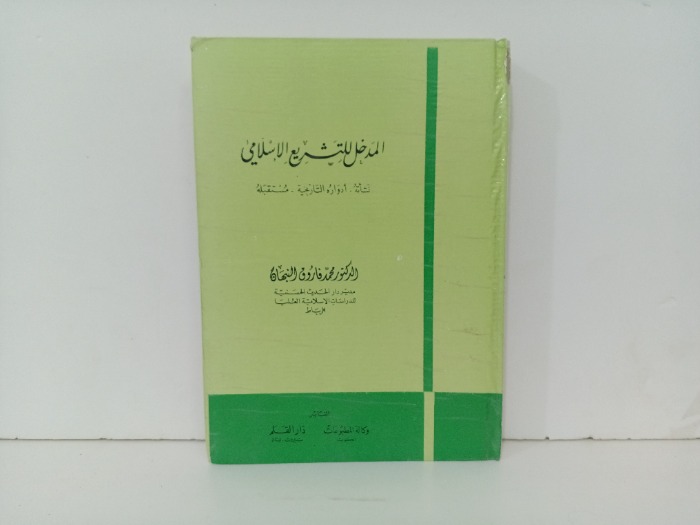 المدخل للتشريع الإسلامي
نشأته . أدواره التاريخية . مستقبله
الدكتور محمد فاروق النبهان
مدير دار الحديث الحسنية
للدراسات الإسلامية العليا
بالرباط
الناشر
وكالة المطبوعات دار القلم